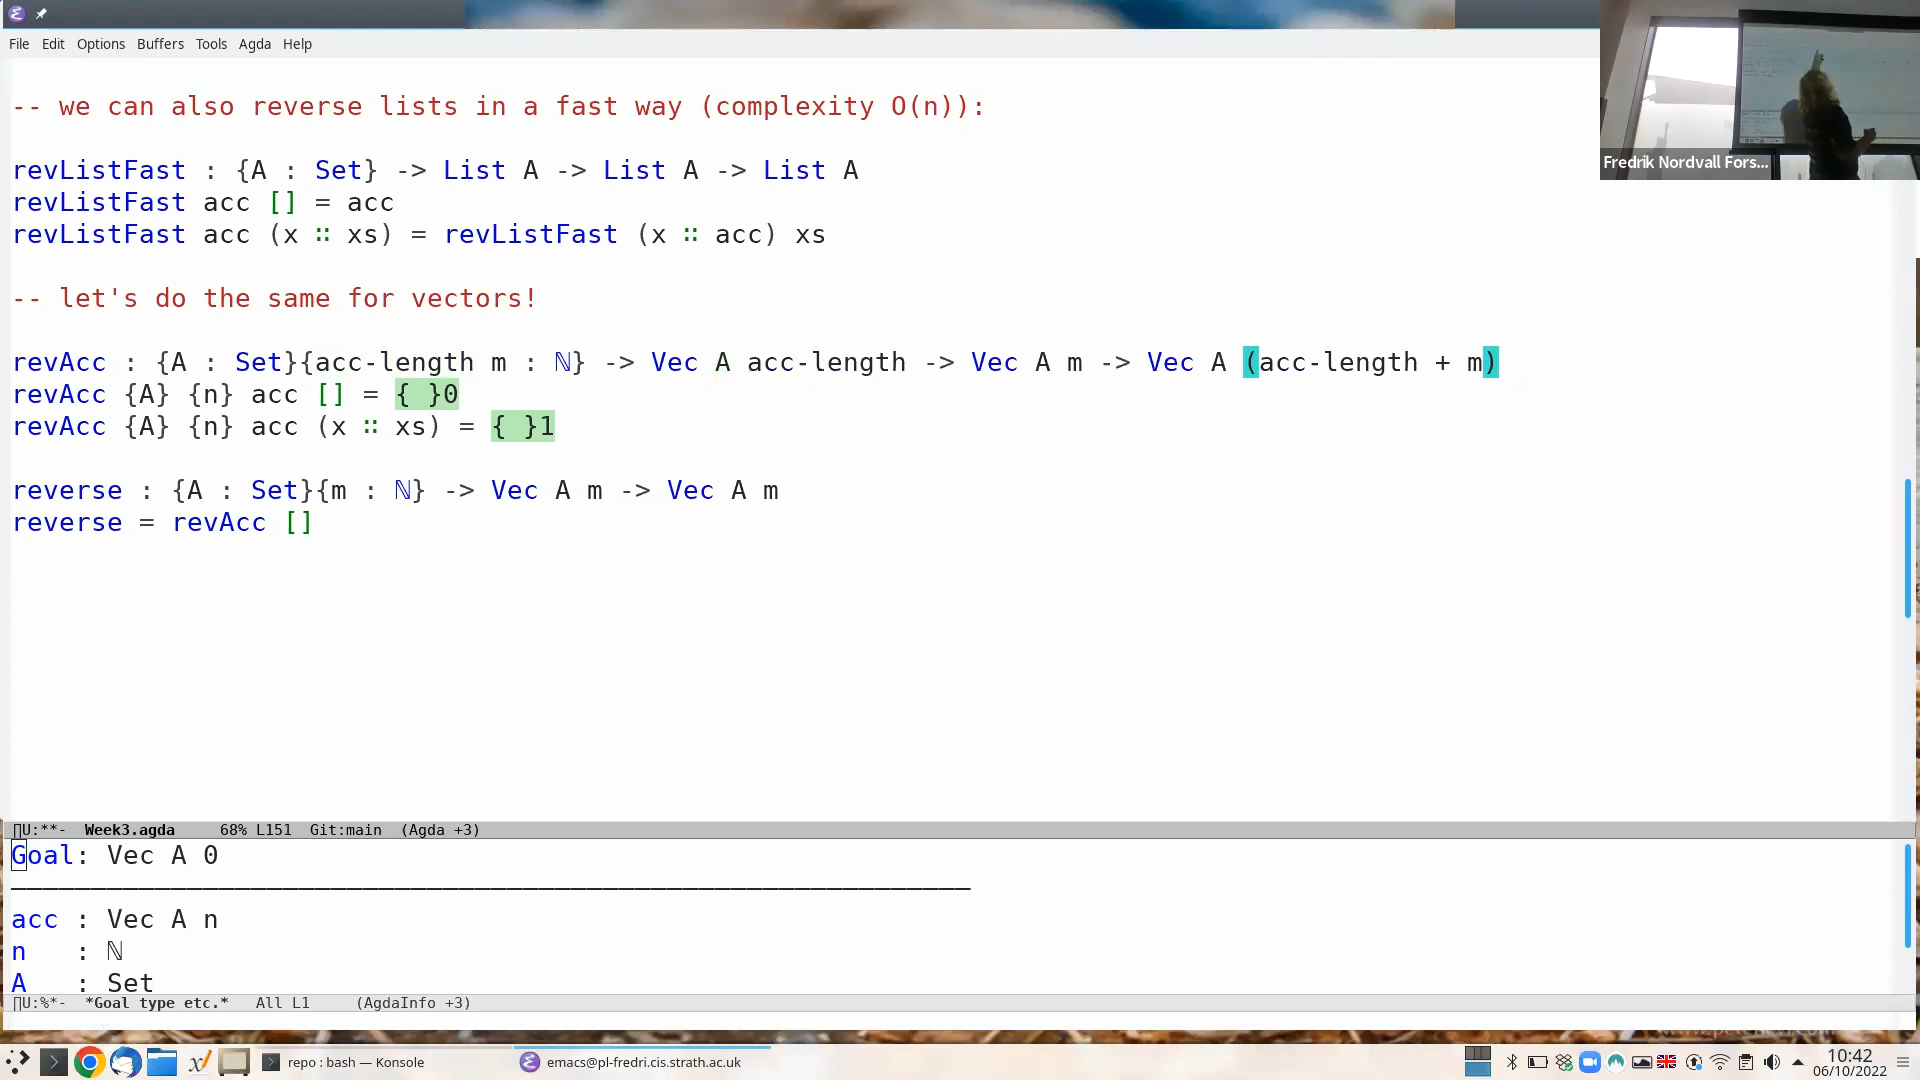 File Edit Options Buffers Tools Agda Help
-- we can also reverse lists in a fast way (complexity O(n)):
revListFast : {A : Set} -> List A -> List A -> List A
revListFast acc [] = acc
revListFast acc (x ∷ xs) = revListFast (x ∷ acc) xs
-- let's do the same for vectors!
revAcc : {A : Set}{acc-length m : ℕ} -> Vec A acc-length -> Vec A m -> Vec A (acc-length + m)
revAcc {A} {n} acc [] = { }0
revAcc {A} {n} acc (x ∷ xs) = { }1
reverse : {A : Set}{m : ℕ} -> Vec A m -> Vec A m
reverse = revAcc []
Fredrik Nordvall Fors...
U:**- Week3.agda 68% L151 Git:main (Agda +3)
Goal: Vec A 0
acc : Vec A n
n : ℕ
A : Set
U:%*- *Goal type etc.* All L1 (AgdaInfo +3)
repo : bash — Konsole
emacs@pl-fredri.cis.strath.ac.uk
10:42
06/10/2022